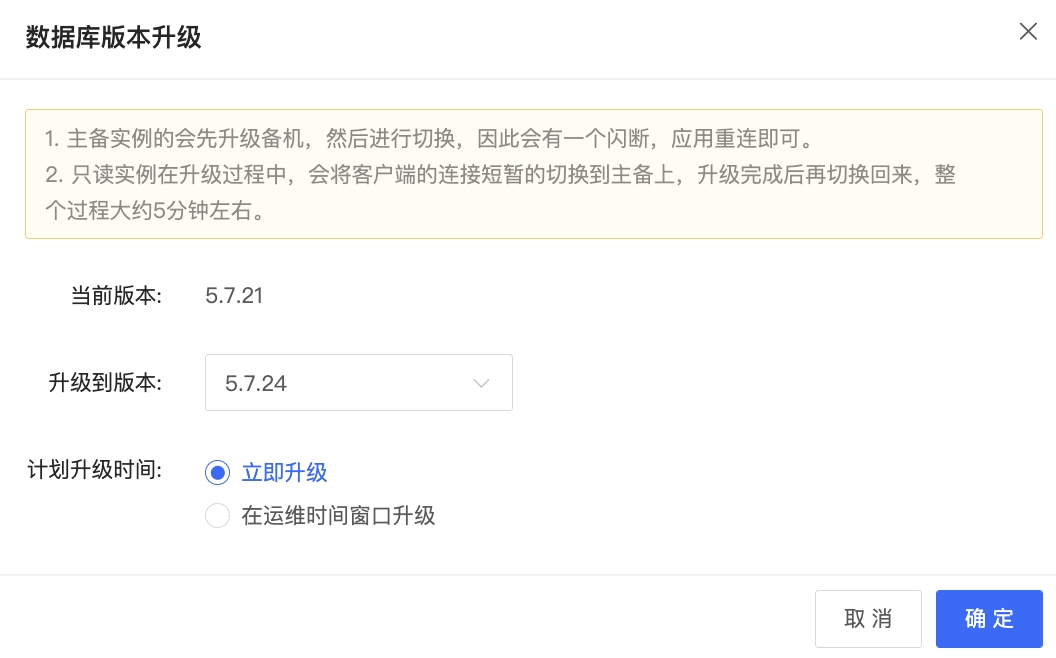 数据库版本升级
1. 主备实例的会先升级备机，然后进行切换，因此会有一个闪断，应用重连即可。
2. 只读实例在升级过程中，会将客户端的连接短暂的切换到主备上，升级完成后再切换回来，整
个过程大约5分钟左右。
当前版本: 5.7.21
升级到版本: 5.7.24
计划升级时间: 立即升级
在运维时间窗口升级
取 消 确 定